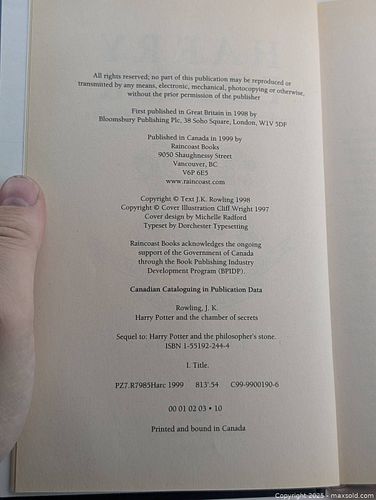 All rights reserved; no part of this publication may be reproduced or
transmitted by any means, electronic, mechanical, photocopying or otherwise,
without the prior permission of the publisher
First published in Great Britain in 1998 by
Bloomsbury Publishing Plc, 38 Soho Square, London, W1V 5DF
Published in Canada in 1999 by
Raincoast Books
9050 Shaughnessy Street
Vancouver, BC
V6P 6E5
www.raincoast.com
Copyright © Text J.K. Rowling 1998
Copyright © Cover Illustration Cliff Wright 1997
Cover design by Michelle Radford
Typeset by Dorchester Typesetting
Raincoast Books acknowledges the ongoing
support of the Government of Canada
through the Book Publishing Industry
Development Program (BPIDP).
Canadian Cataloguing in Publication Data
Rowling, J. K.
Harry Potter and the chamber of secrets
Sequel to: Harry Potter and the philosopher's stone.
ISBN 1-55192-244-4
I. Title.
PZ7.R7985Harc 1999 813'.54 C99-9900190-6
00 01 02 03 • 10
Printed and bound in Canada
Copyright 2025 - maxsold.com